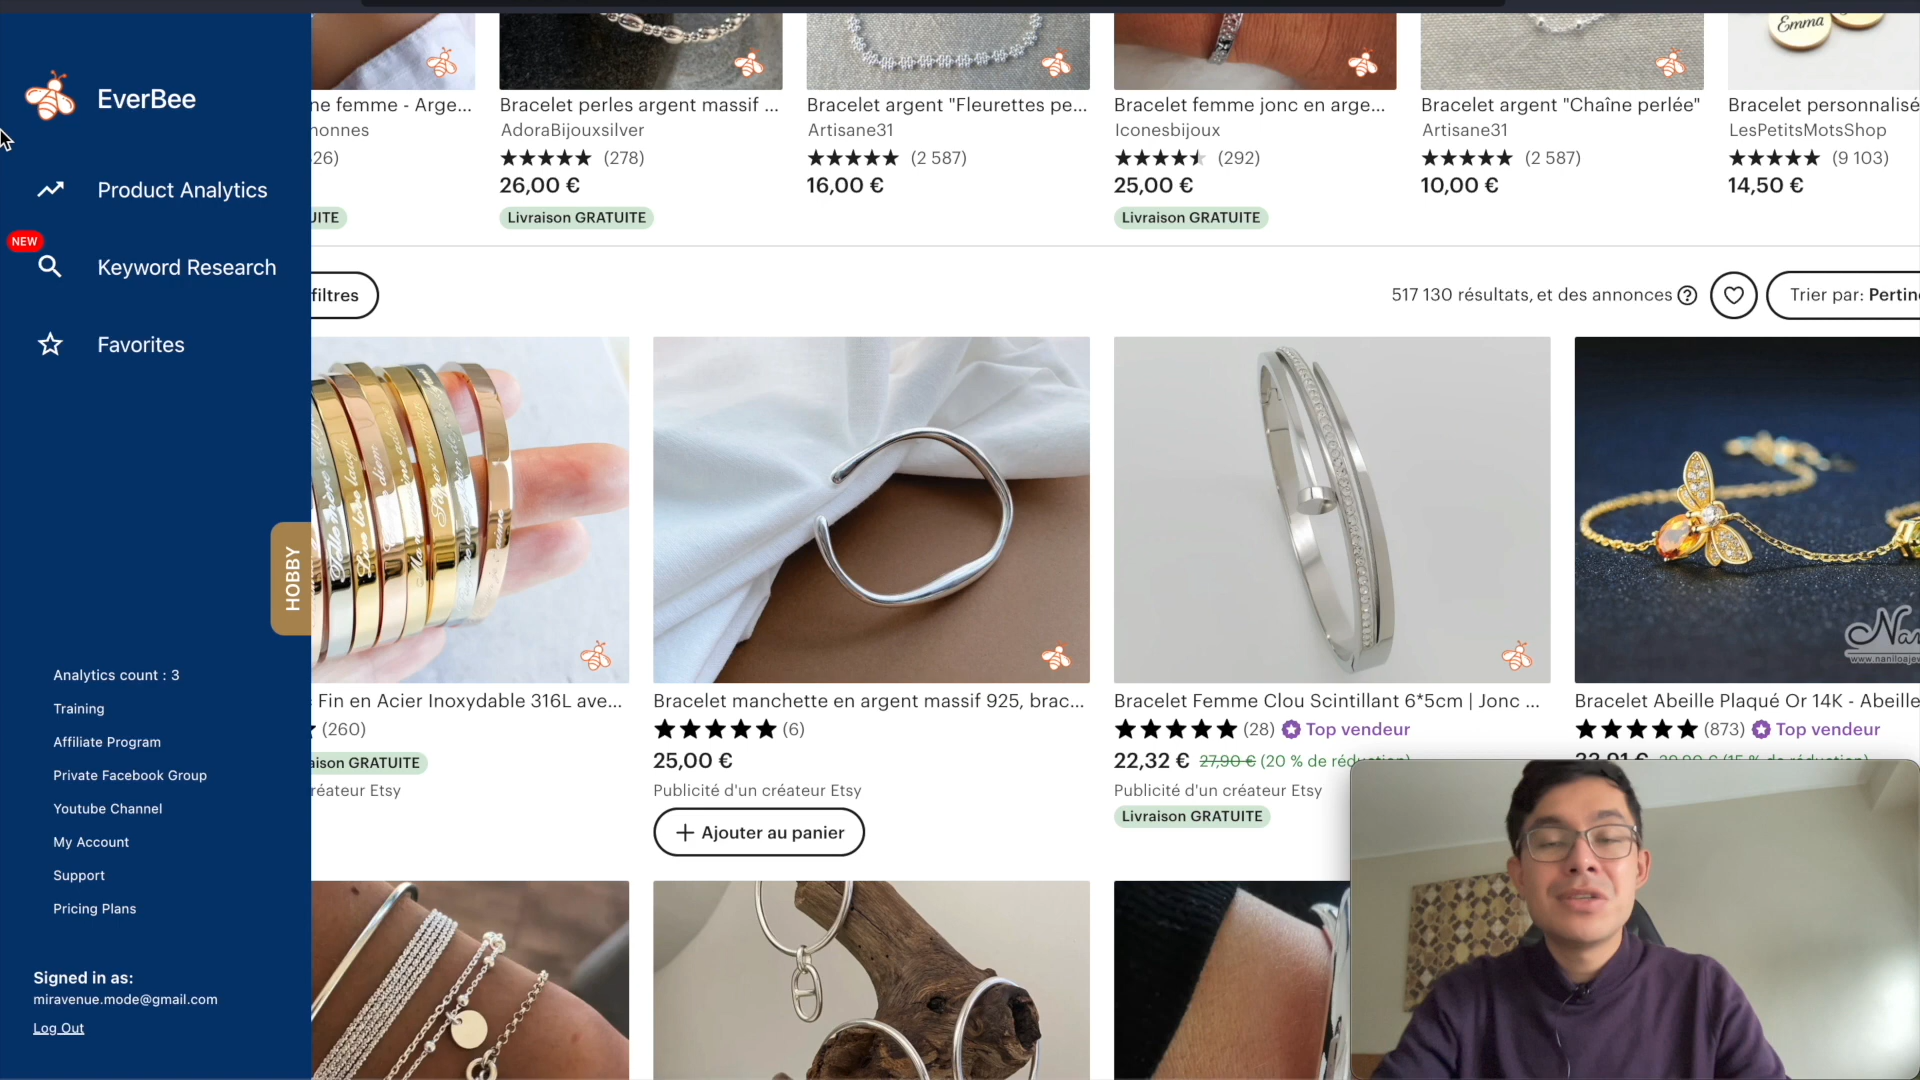 EverBee
Product Analytics
NEW
Keyword Research
Favorites
HOBBY
Analytics count : 3
Training
Affiliate Program
Private Facebook Group
Youtube Channel
My Account
Support
Pricing Plans
Signed in as:
miravenue.mode@gmail.com
Log Out
ne femme - Arge...
nonnes
26)
UITE
Bracelet perles argent massif ...
AdoraBijouxsilver
(278)
26,00 €
Livraison GRATUITE
Bracelet argent "Fleurettes pe...
Artisane31
(2 587)
16,00 €
Bracelet femme jonc en arge...
Iconesbijoux
(292)
25,00 €
Livraison GRATUITE
Bracelet argent "Chaîne perlée"
Artisane31
(2 587)
10,00 €
Emma
Bracelet personnalisé
LesPetitsMotsShop
(9 103)
14,50 €
filtres
517 130 résultats, et des annonces
Trier par: Pertin
Fin en Acier Inoxydable 316L ave...
(260)
aison GRATUITE
réateur Etsy
Bracelet manchette en argent massif 925, brac...
(6)
25,00 €
Publicité d'un créateur Etsy
+ Ajouter au panier
Bracelet Femme Clou Scintillant 6*5cm | Jonc ...
(28) Top vendeur
22,32 € 27,90 € (20 % de réduction)
Publicité d'un créateur Etsy
Livraison GRATUITE
Nan
www.naniloaje
Bracelet Abeille Plaqué Or 14K - Abeille
(873) Top vendeur